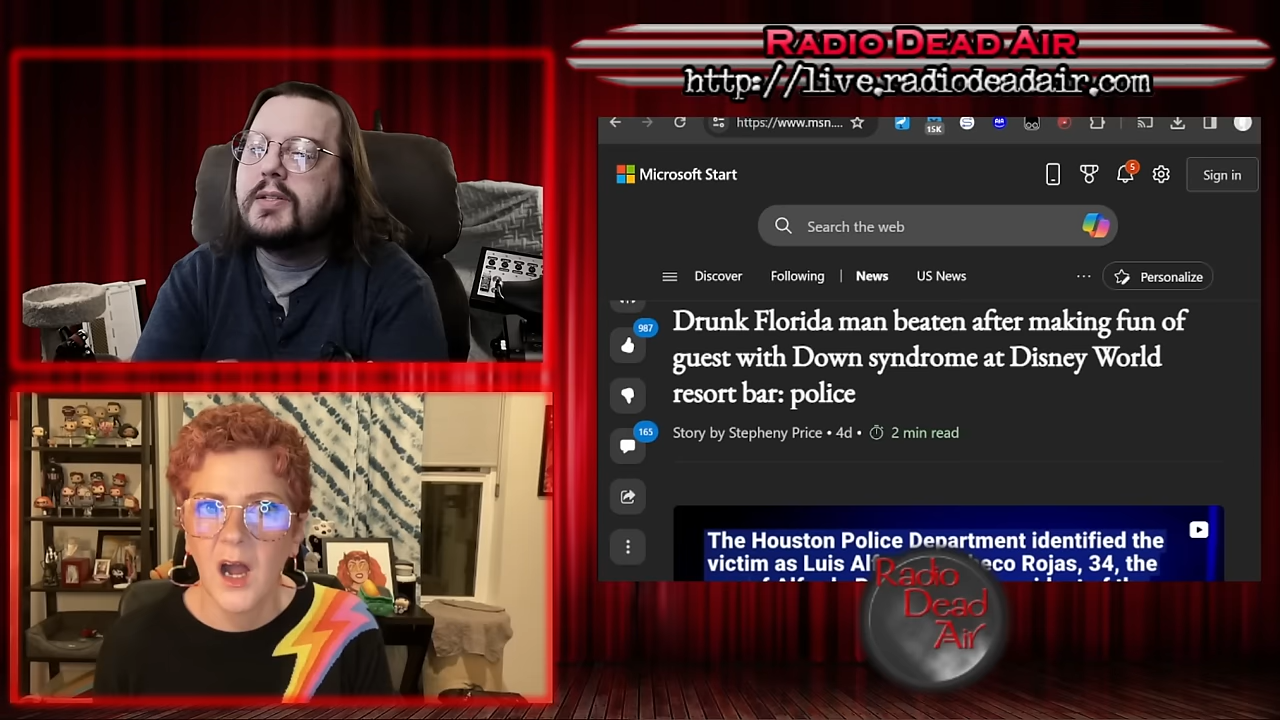 RADIO DEAD AIR
http://live.radiodeadair.com
https://www.msn....
15K
Microsoft Start
5
Sign in
Search the web
Discover
Following
News
US News
Personalize
987
Drunk Florida man beaten after making fun of
guest with Down syndrome at Disney World
resort bar: police
165
Story by Stepheny Price • 4d •
2 min read
The Houston Police Department identified the
victim as Luis Rojas, 34, the
Radio
Dead
Air